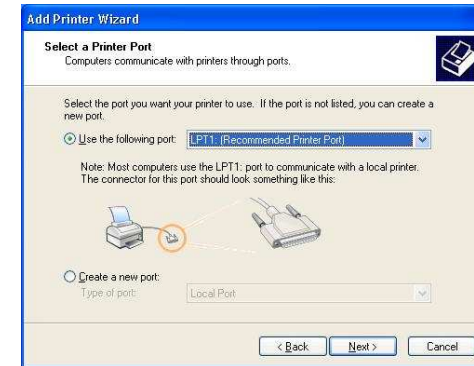 Add Printer Wizard
Select a Printer Port
Computers communicate with printers through ports.
Select the port you want your printer to use. If the port is not listed, you can create a
new port.
Use the following port: LPT1: (Recommended Printer Port)
Note: Most computers use the LPT1: port to communicate with a local printer.
The connector for this port should look something like this:
Create a new port:
Type of port: Local Port
< Back Next > Cancel